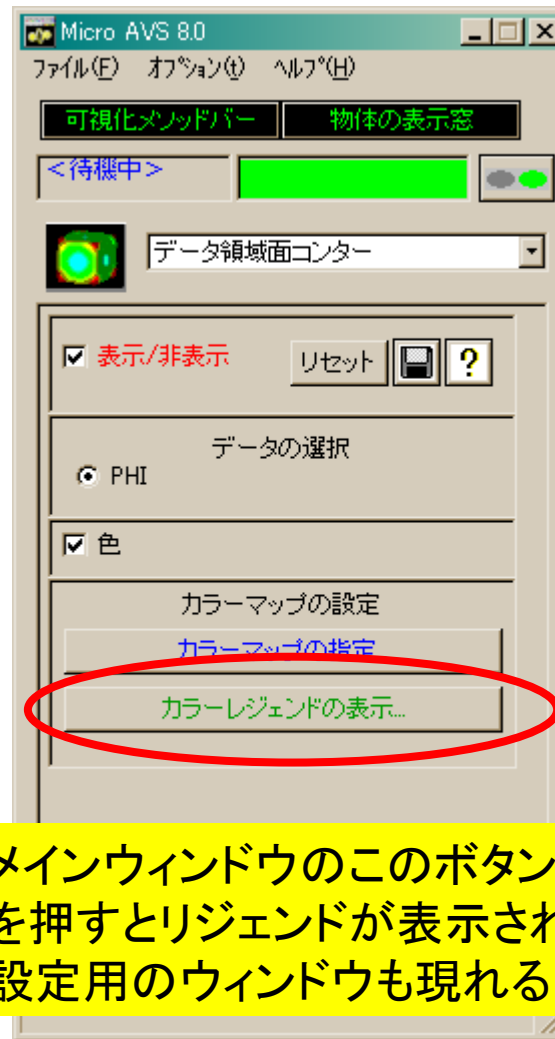 Micro AVS 8.0
ファイル(F) オプション(t) ヘルプ(H)
可視化メソッドバー 物体の表示窓
<待機中>
データ領域面コンター
表示/非表示 リセット ?
データの選択
PHI
色
カラーマップの設定
カラーマップの指定
カラーレジェンドの表示...
メインウィンドウのこのボタン
を押すとリジェンドが表示され
設定用のウィンドウも現れる